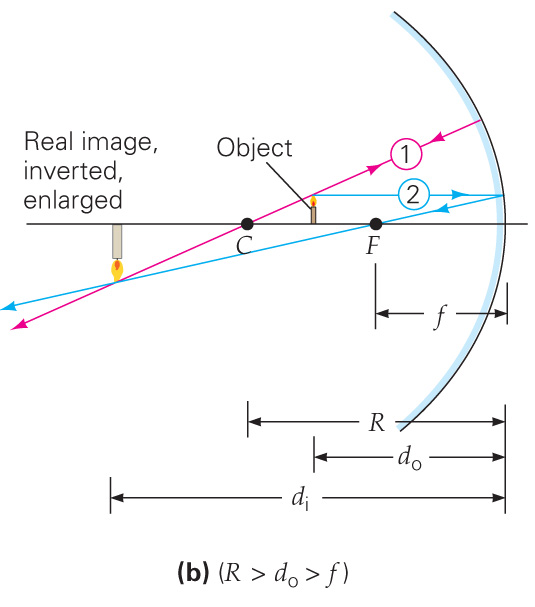 Real image,
inverted,
enlarged
Object
1
2
C
F
f
R
dₒ
dᵢ
(b) (R > dₒ > f)